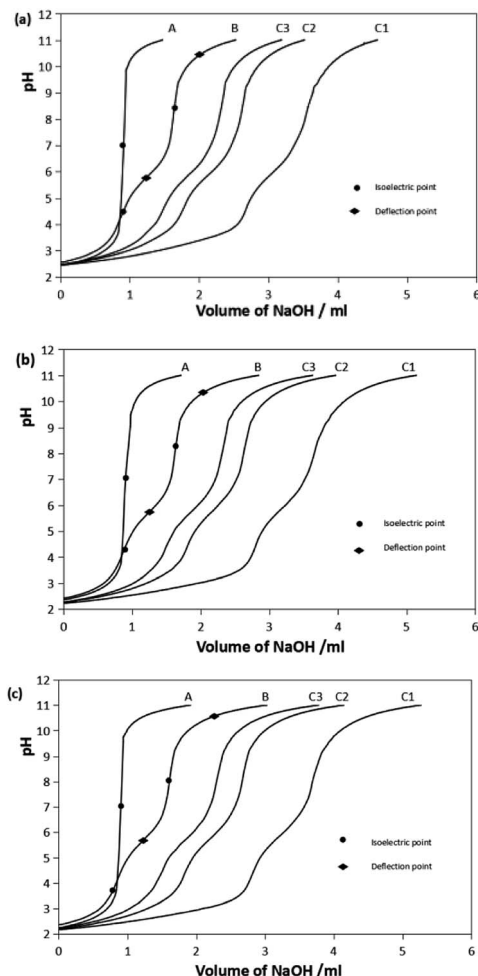 (a)
12
11
10
9
8
7
6
5
4
3
2
pH
A
B
C3
C2
C1
Isoelectric point
Deflection point
0
1
2
3
4
5
6
Volume of NaOH / ml
(b)
12
11
10
9
8
7
6
5
4
3
2
pH
A
B
C3
C2
C1
Isoelectric point
Deflection point
0
1
2
3
4
5
6
Volume of NaOH / ml
(c)
12
11
10
9
8
7
6
5
4
3
2
pH
A
B
C3
C2
C1
Isoelectric point
Deflection point
0
1
2
3
4
5
6
Volume of NaOH / ml